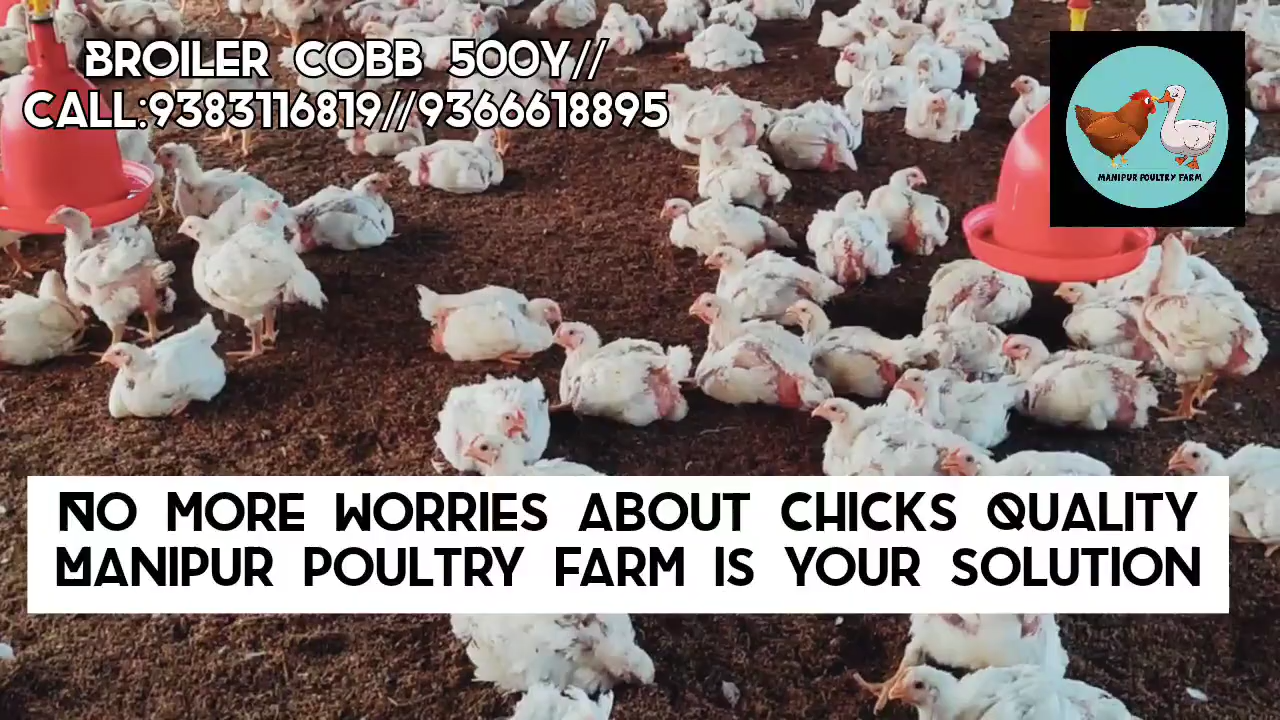 BROILER COBB 500Y//
CALL:9383116819//9366618895
MANIPUR POULTRY FARM
NO MORE WORRIES ABOUT CHICKS QUALITY
MANIPUR POULTRY FARM IS YOUR SOLUTION